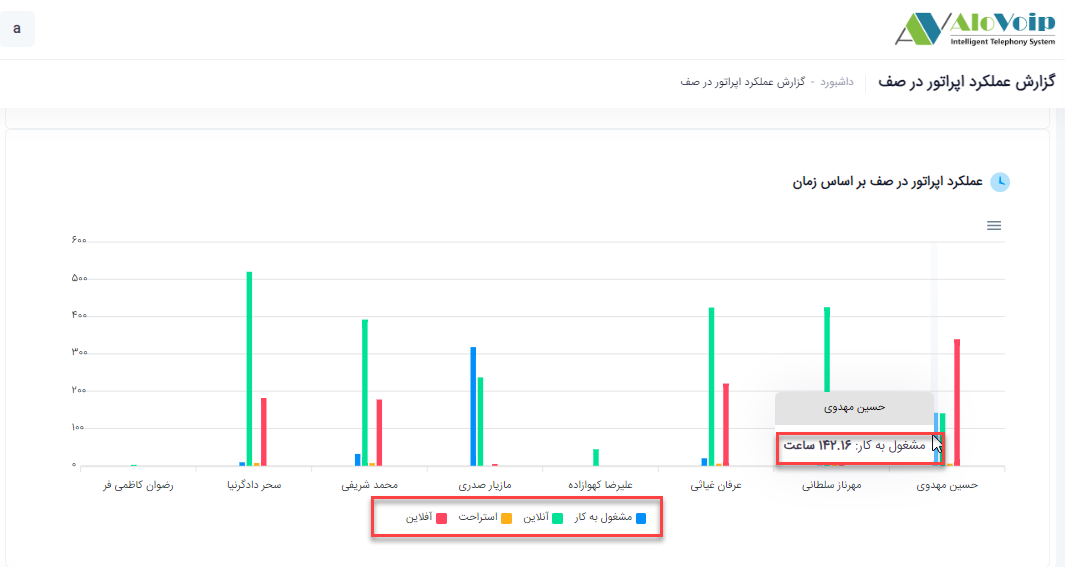 a
AloVoip
Intelligent Telephony System
گزارش عملکرد اپراتور در صف
داشبورد - گزارش عملکرد اپراتور در صف
عملکرد اپراتور در صف بر اساس زمان
۶۰۰
۵۰۰
۴۰۰
۳۰۰
۲۰۰
۱۰۰
۰
حسین مهدوی
مشغول به کار: ۱۴۲.۱۶ ساعت
حسین مهدوی
مهرناز سلطانی
عرفان غیاثی
علیرضا کهوازاده
مازیار صدری
محمد شریفی
سحر دادگرنیا
رضوان کاظمی فر
مشغول به کار
آنلاین
استراحت
آفلاین